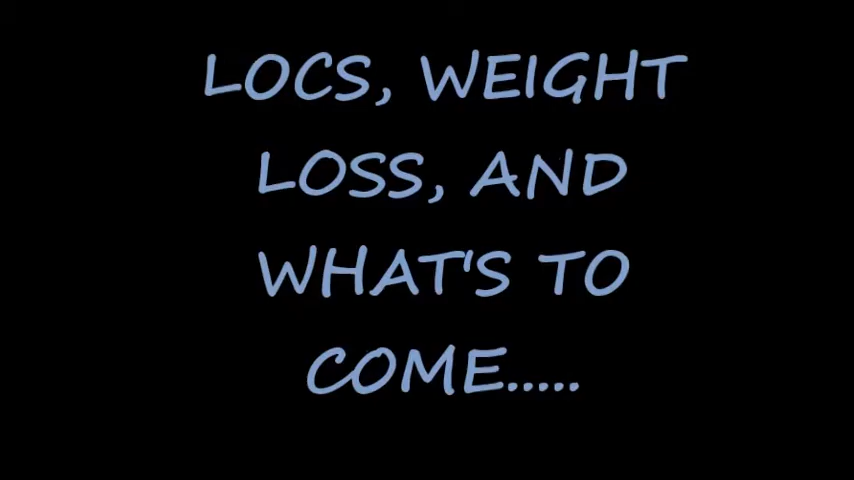 LOCS, WEIGHT
LOSS, AND
WHAT'S TO
COME.....